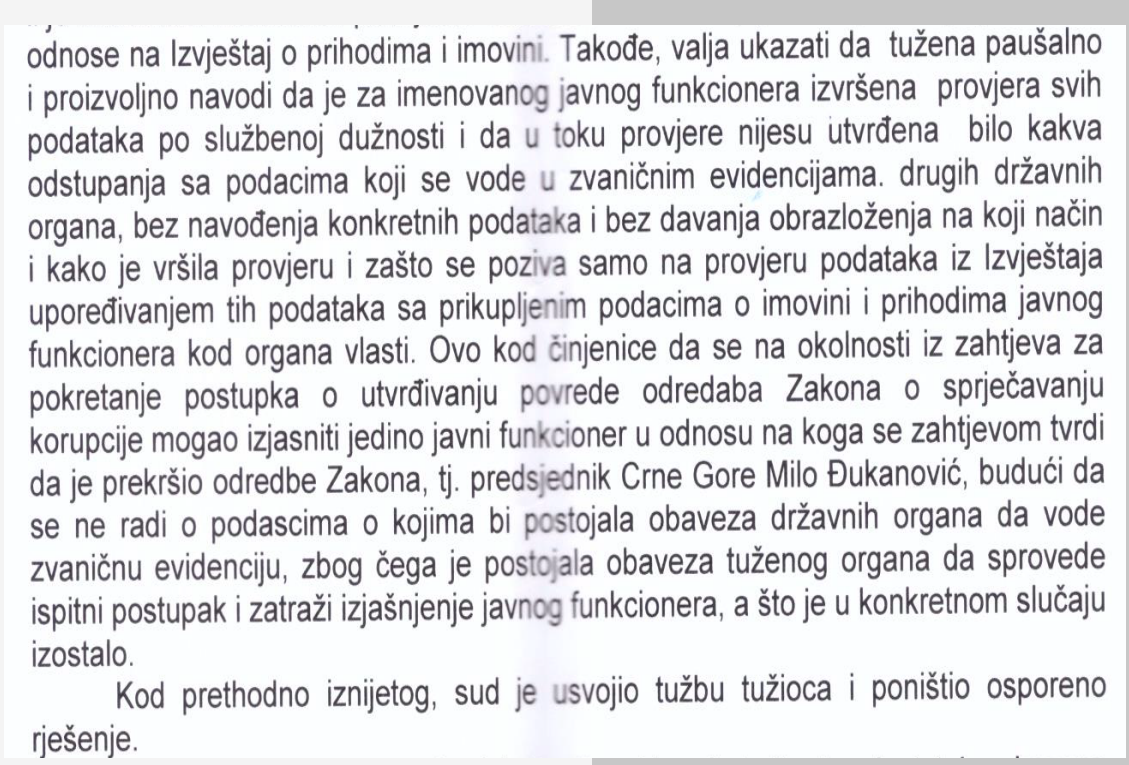 odnose na Izvještaj o prihodima i imovini. Takođe, valja ukazati da tužena paušalno
i proizvoljno navodi da je za imenovanog javnog funkcionera izvršena provjera svih
podataka po službenoj dužnosti i da u toku provjere nijesu utvrđena bilo kakva
odstupanja sa podacima koji se vode u zvaničnim evidencijama. drugih državnih
organa, bez navođenja konkretnih podataka i bez davanja obrazloženja na koji način
i kako je vršila provjeru i zašto se poziva samo na provjeru podataka iz Izvještaja
upoređivanjem tih podataka sa prikupljenim podacima o imovini i prihodima javnog
funkcionera kod organa vlasti. Ovo kod činjenice da se na okolnosti iz zahtjeva za
pokretanje postupka o utvrđivanju povrede odredaba Zakona o sprječavanju
korupcije mogao izjasniti jedino javni funkcioner u odnosu na koga se zahtjevom tvrdi
da je prekršio odredbe Zakona, tj. predsjednik Crne Gore Milo Đukanović, budući da
se ne radi o podascima o kojima bi postojala obaveza državnih organa da vode
zvaničnu evidenciju, zbog čega je postojala obaveza tuženog organa da sprovede
ispitni postupak i zatraži izjašnjenje javnog funkcionera, a što je u konkretnom slučaju
izostalo.
Kod prethodno iznijetog, sud je usvojio tužbu tužioca i poništio osporeno
rješenje.